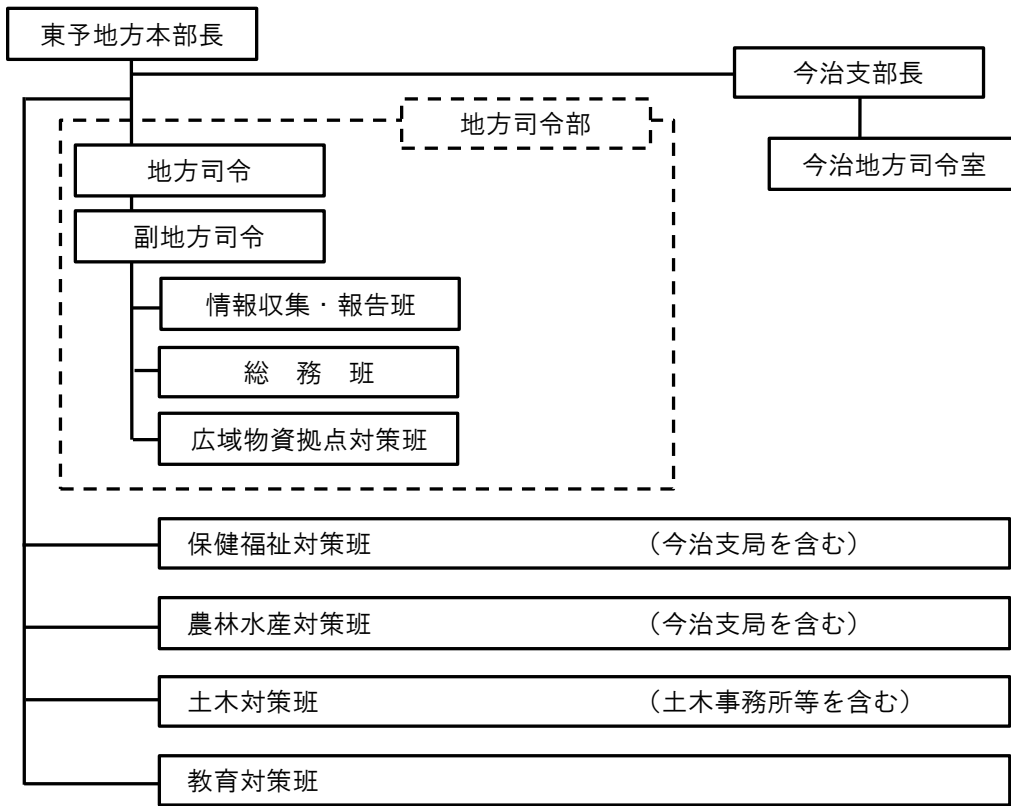 東予地方本部長
今治支部長
地方司令部
今治地方司令室
地方司令
副地方司令
情報収集・報告班
総　務　班
広域物資拠点対策班
保健福祉対策班　（今治支局を含む）
農林水産対策班　（今治支局を含む）
土木対策班　（土木事務所等を含む）
教育対策班